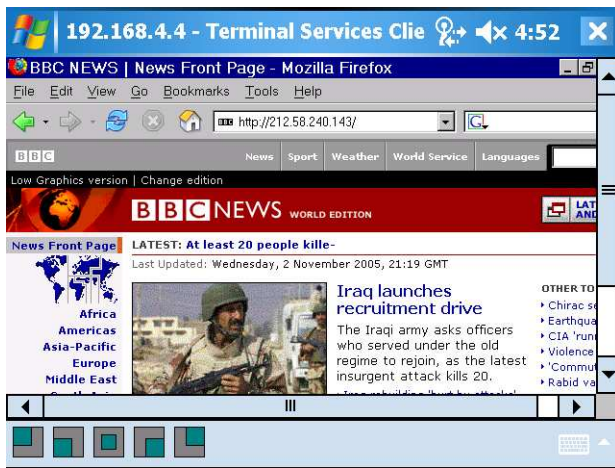 192.168.4.4 - Terminal Services Clie 4:52
BBC NEWS | News Front Page - Mozilla Firefox
File Edit View Go Bookmarks Tools Help
http://212.58.240.143/ G
BBC News Sport Weather World Service Languages
Low Graphics version | Change edition
BBC NEWS WORLD EDITION
LAT
AND
News Front Page
LATEST: At least 20 people kille-
Last Updated: Wednesday, 2 November 2005, 21:19 GMT
Africa
Americas
Asia-Pacific
Europe
Middle East
Iraq launches
recruitment drive
The Iraqi army asks officers
who served under the old
regime to rejoin, as the latest
insurgent attack kills 20.
OTHER TO
Chirac se
Earthqua
CIA 'runn
Violence
'Commut
Rabid va